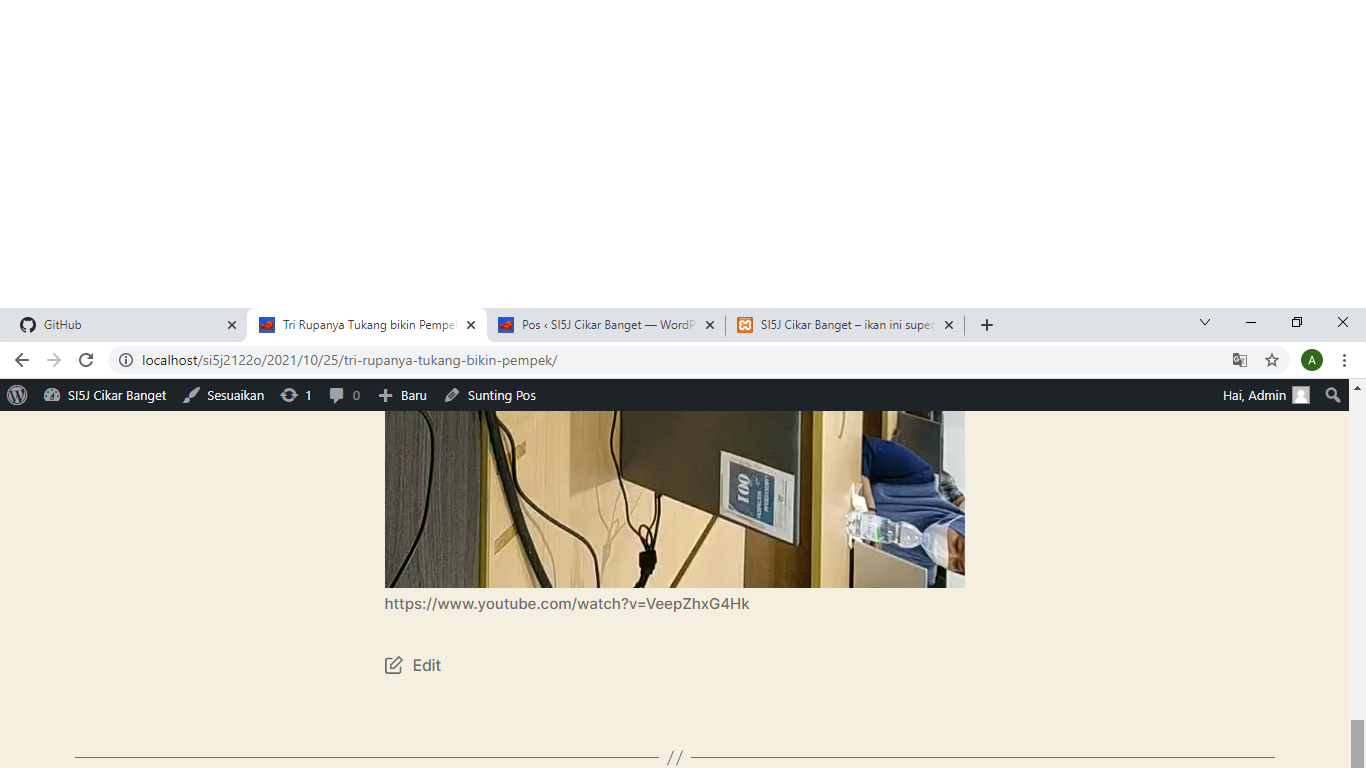 GitHub
Tri Rupanya Tukang bikin Pempe
Pos ‹ SI5J Cikar Banget — WordP
SI5J Cikar Banget – ikan ini super
localhost/si5j2122o/2021/10/25/tri-rupanya-tukang-bikin-pempek/
A
SI5J Cikar Banget
Sesuaikan
1
0
Baru
Sunting Pos
Hai, Admin
001
https://www.youtube.com/watch?v=VeepZhxG4Hk
Edit
//